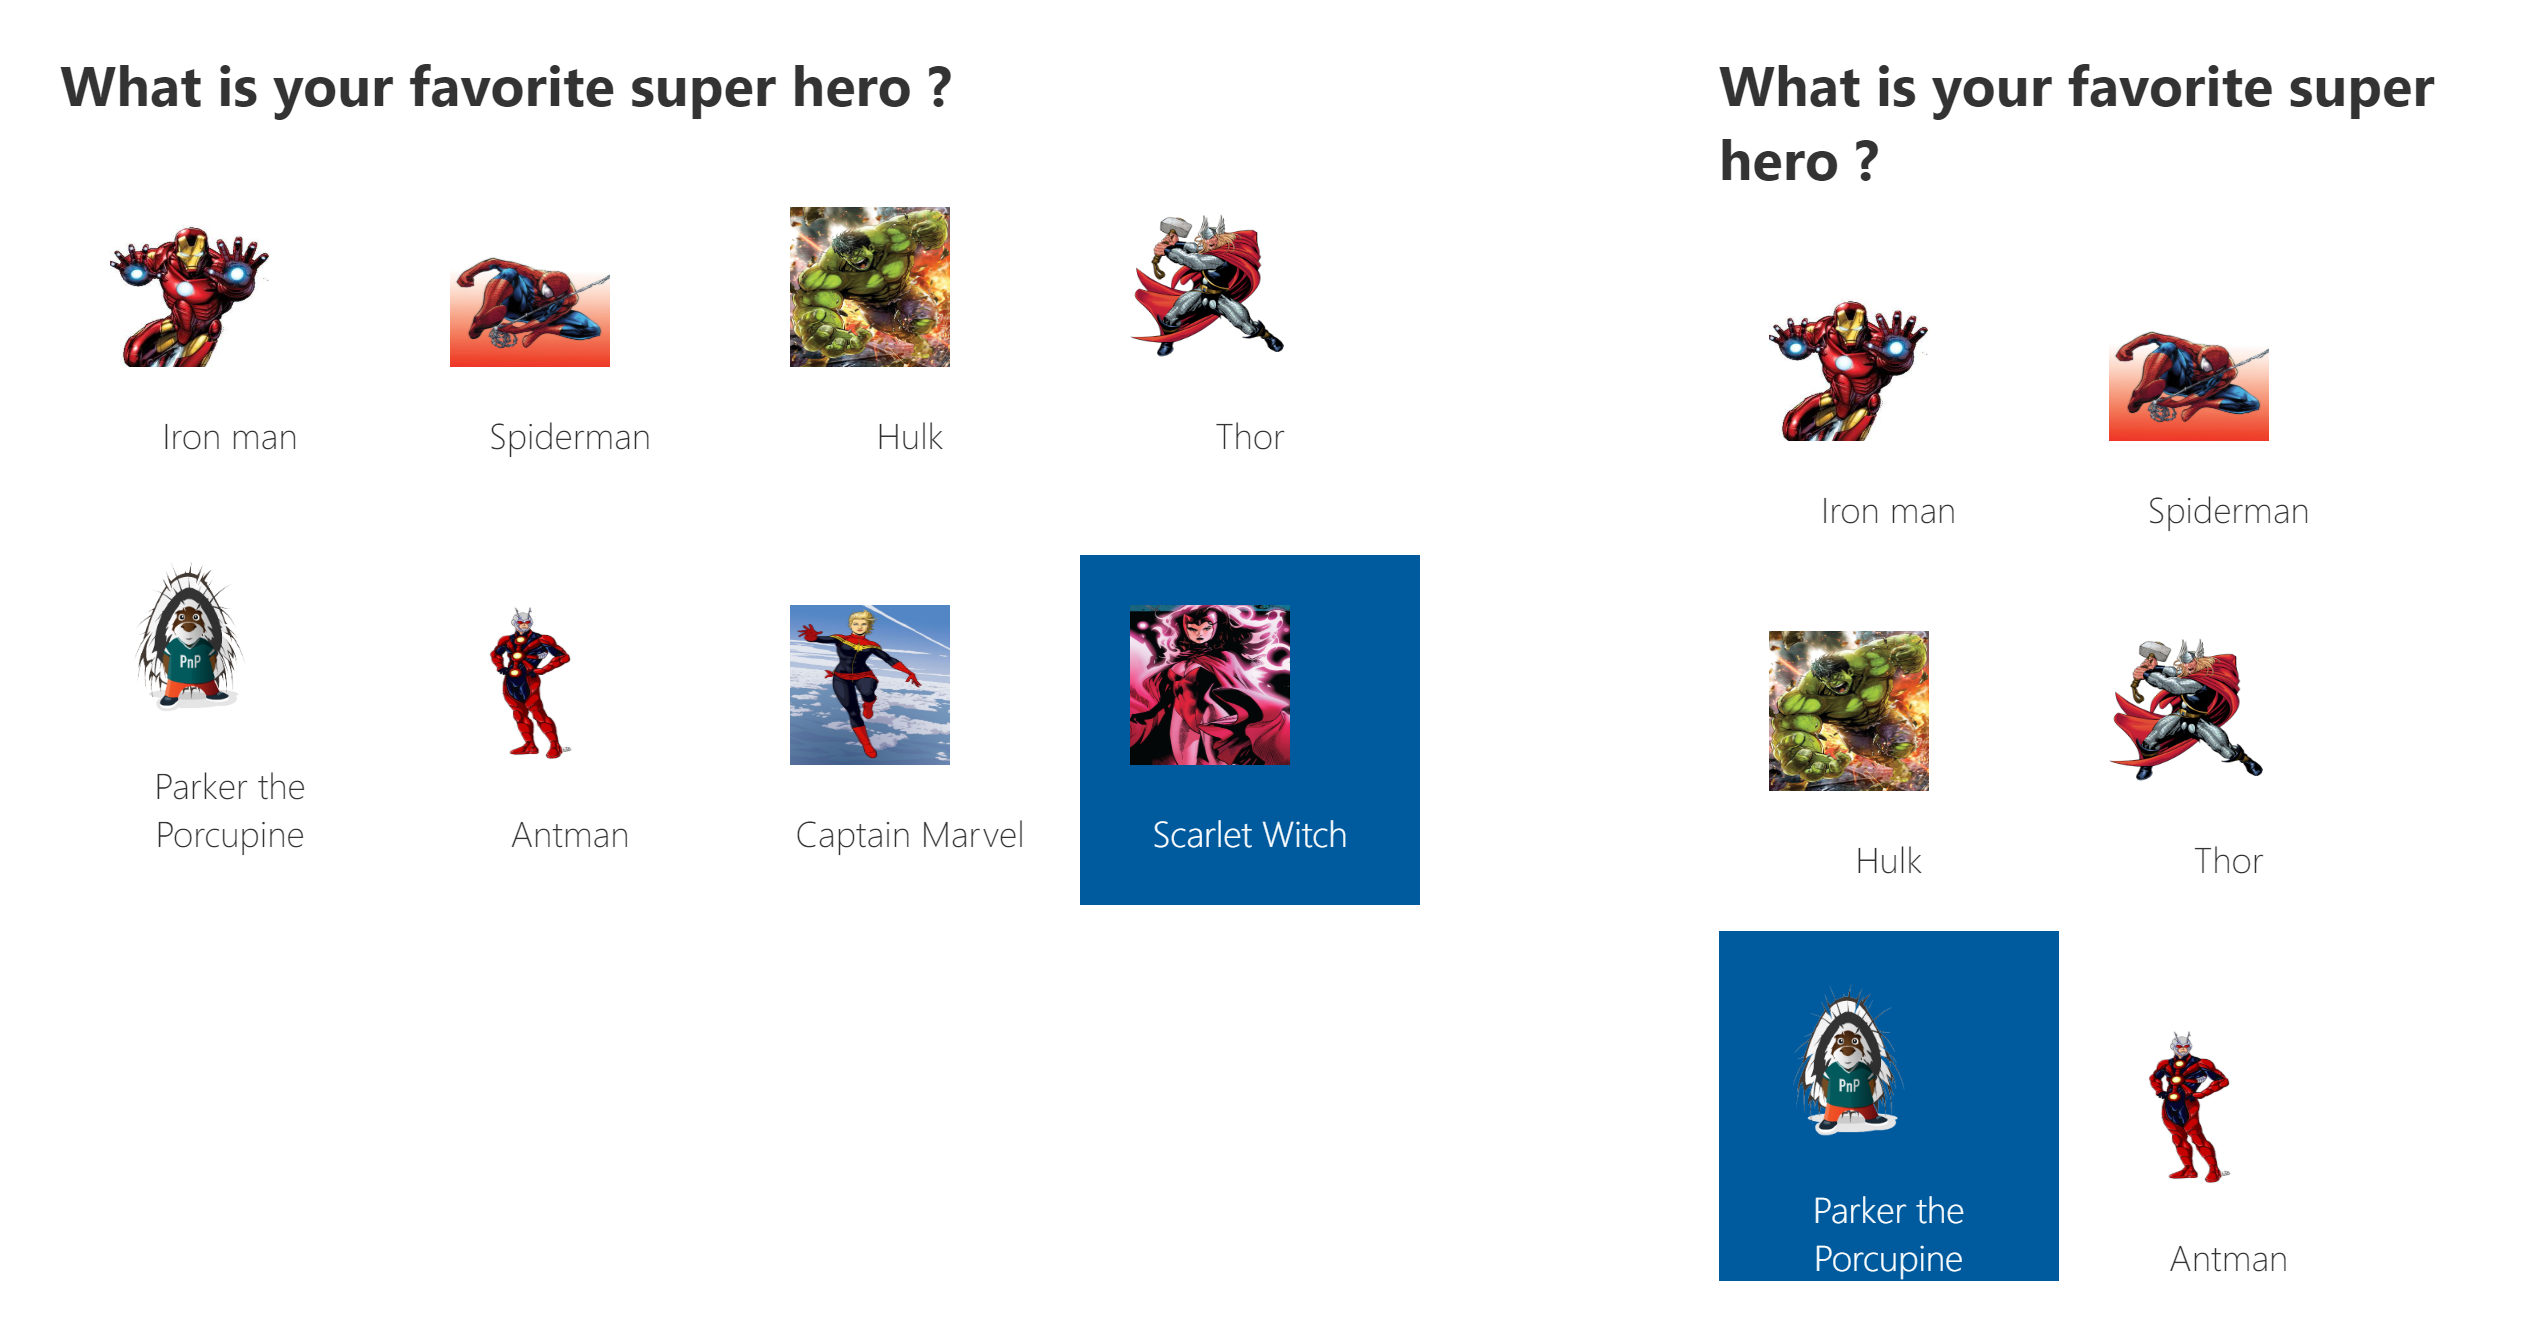 What is your favorite super hero ?
Iron man
Spiderman
Hulk
Thor
PnP
Parker the
Porcupine
Antman
Captain Marvel
Scarlet Witch
What is your favorite super
hero ?
Iron man
Spiderman
Hulk
Thor
PnP
Parker the
Porcupine
Antman